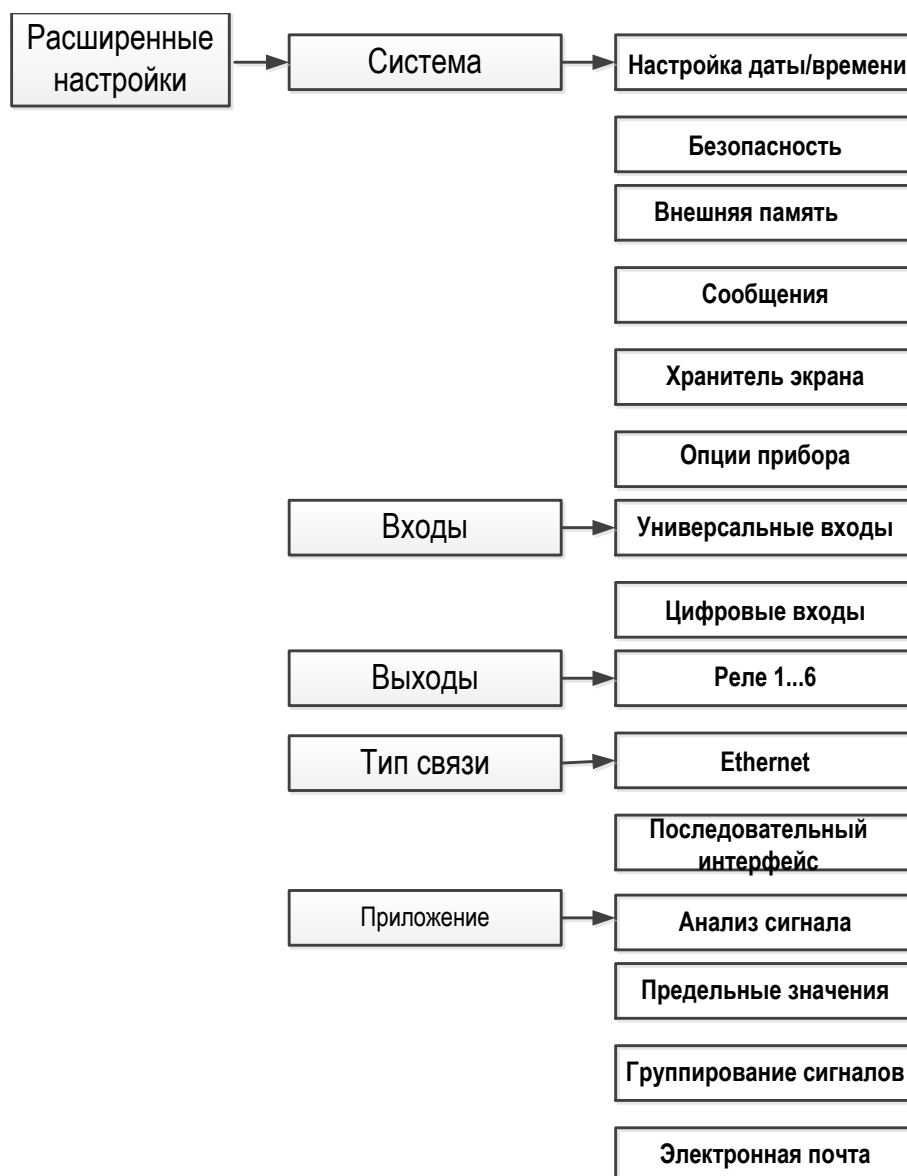 Расширенные
настройки
Система
Настройка даты/времени
Безопасность
Внешняя память
Сообщения
Хранитель экрана
Опции прибора
Входы
Универсальные входы
Цифровые входы
Выходы
Реле 1...6
Тип связи
Ethernet
Последовательный
интерфейс
Приложение
Анализ сигнала
Предельные значения
Группирование сигналов
Электронная почта